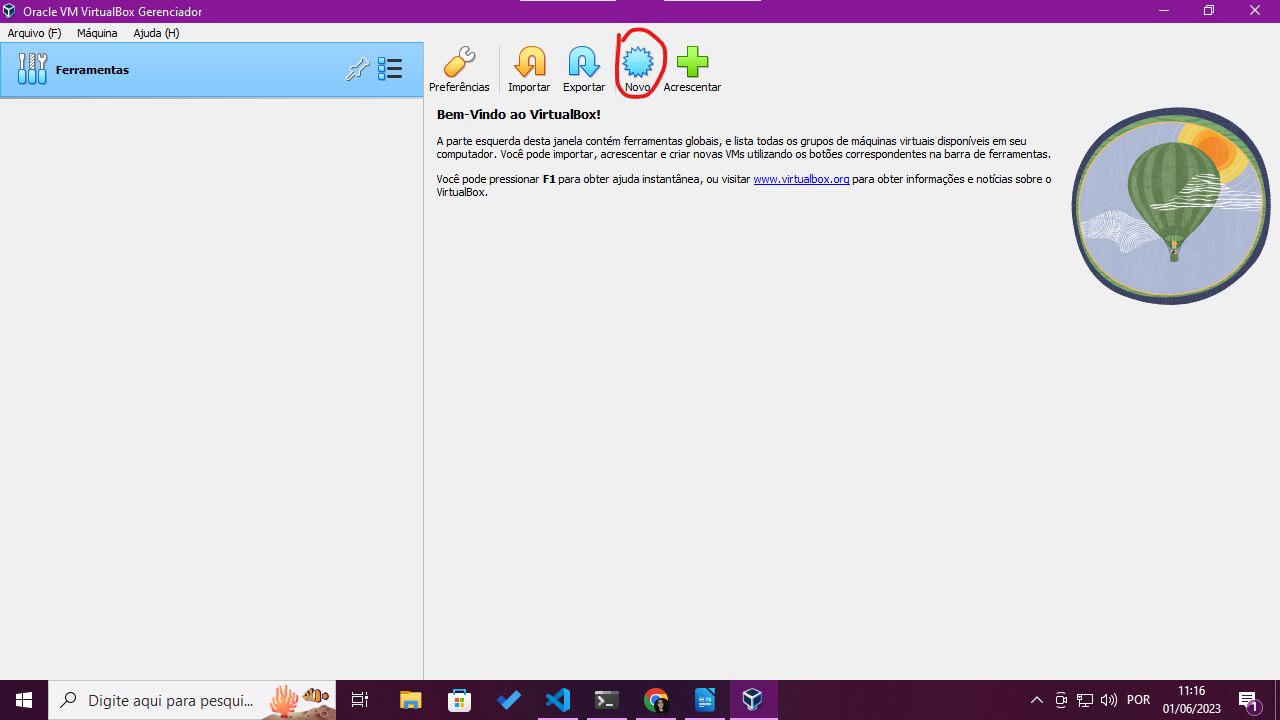 Oracle VM VirtualBox Gerenciador
Arquivo (F) Máquina Ajuda (H)
Ferramentas
Preferências Importar Exportar Novo Acrescentar
Bem-Vindo ao VirtualBox!
A parte esquerda desta janela contém ferramentas globais, e lista todas os grupos de máquinas virtuais disponíveis em seu
computador. Você pode importar, acrescentar e criar novas VMs utilizando os botões correspondentes na barra de ferramentas.
Você pode pressionar F1 para obter ajuda instantânea, ou visitar www.virtualbox.org para obter informações e notícias sobre o
VirtualBox.
Digite aqui para pesqui...
POR
11:16
01/06/2023
1